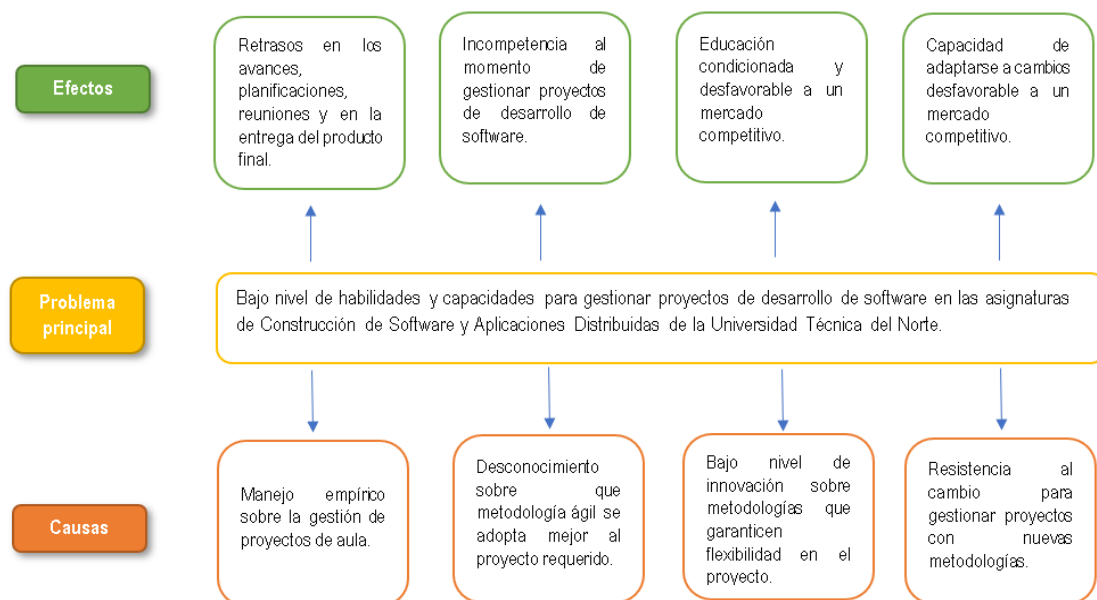 Efectos
Retrasos en los
avances,
planificaciones,
reuniones y en la
entrega del producto
final.
Incompetencia al
momento de
gestionar proyectos
de desarrollo de
software.
Educación
condicionada y
desfavorable a un
mercado
competitivo.
Capacidad de
adaptarse a cambios
desfavorable a un
mercado
competitivo.
Problema
principal
Bajo nivel de habilidades y capacidades para gestionar proyectos de desarrollo de software en las asignaturas
de Construcción de Software y Aplicaciones Distribuidas de la Universidad Técnica del Norte.
Causas
Manejo empírico
sobre la gestión de
proyectos de aula.
Desconocimiento
sobre que
metodología ágil se
adopta mejor al
proyecto requerido.
Bajo nivel de
innovación sobre
metodologías que
garanticen
flexibilidad en el
proyecto.
Resistencia al
cambio para
gestionar proyectos
con nuevas
metodologías.